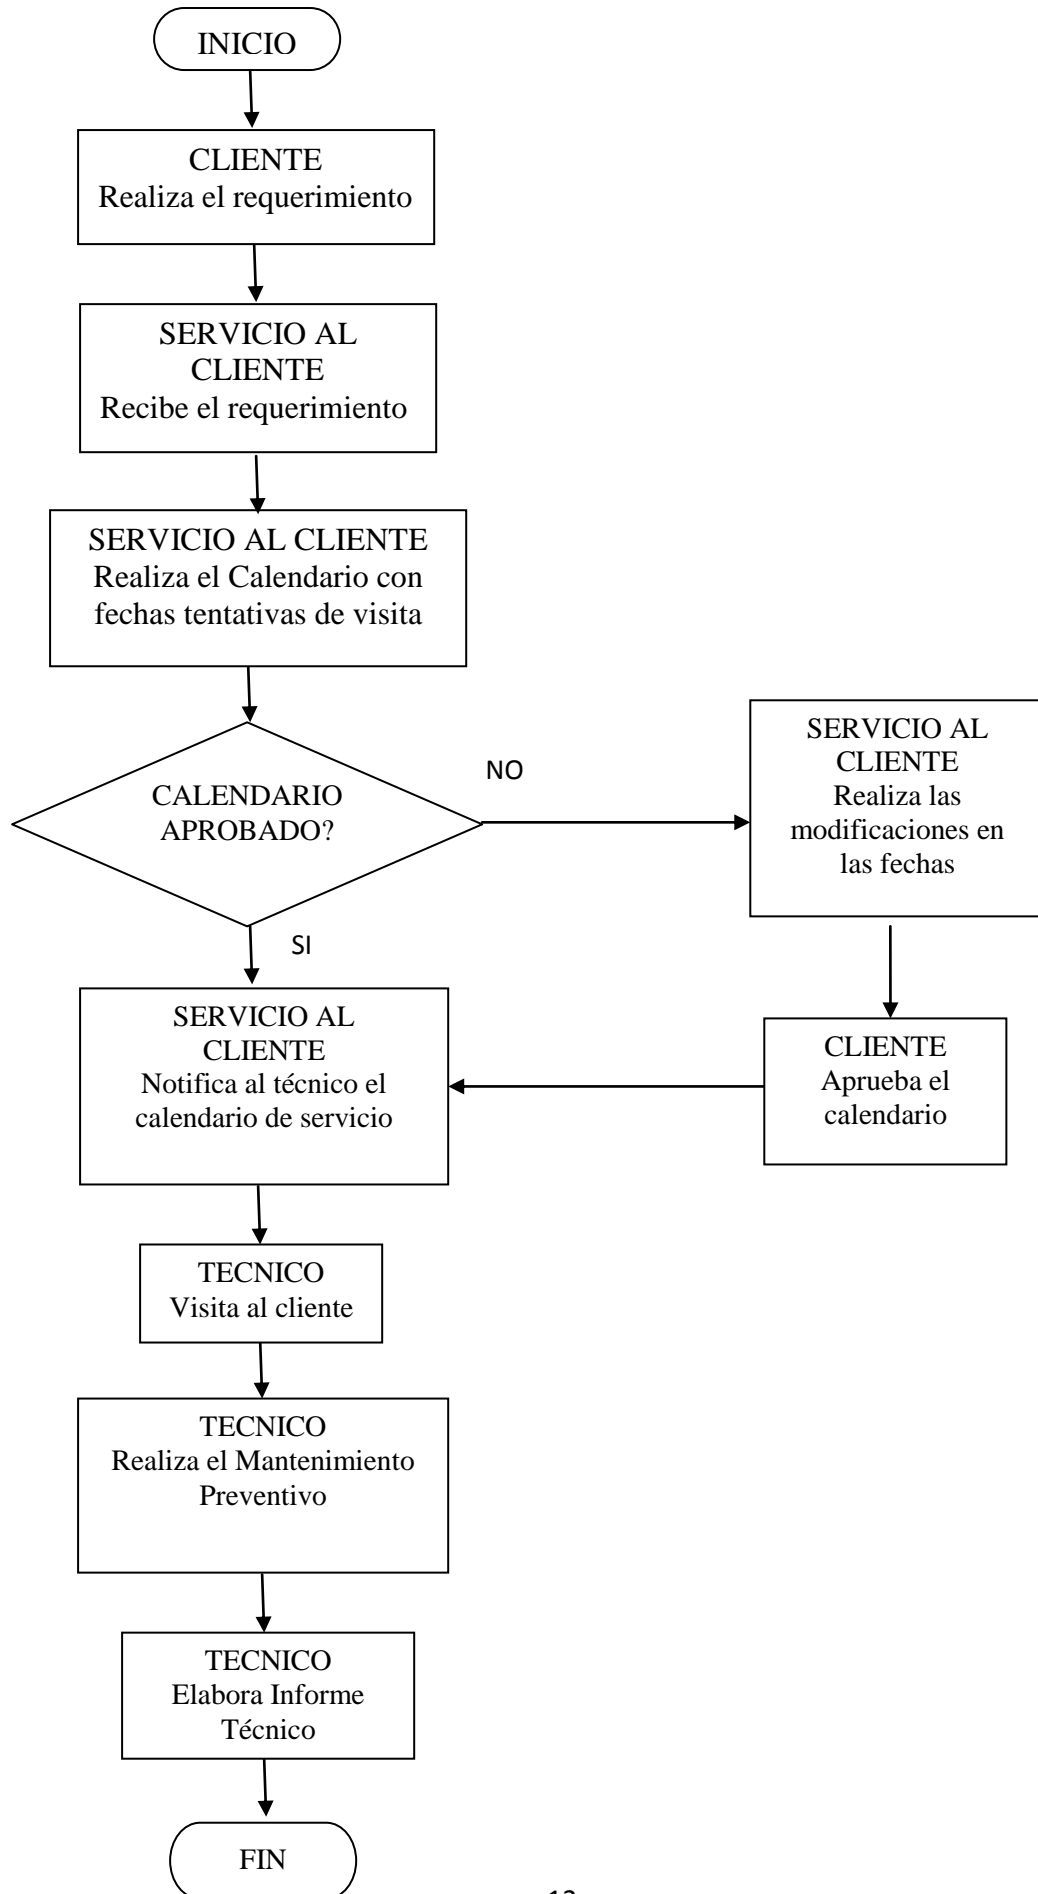 INICIO
CLIENTE
Realiza el requerimiento
SERVICIO AL
CLIENTE
Recibe el requerimiento
SERVICIO AL CLIENTE
Realiza el Calendario con
fechas tentativas de visita
CALENDARIO
APROBADO?
NO
SERVICIO AL
CLIENTE
Realiza las
modificaciones en
las fechas
SI
SERVICIO AL
CLIENTE
Notifica al técnico el
calendario de servicio
CLIENTE
Aprueba el
calendario
TECNICO
Visita al cliente
TECNICO
Realiza el Mantenimiento
Preventivo
TECNICO
Elabora Informe
Técnico
FIN